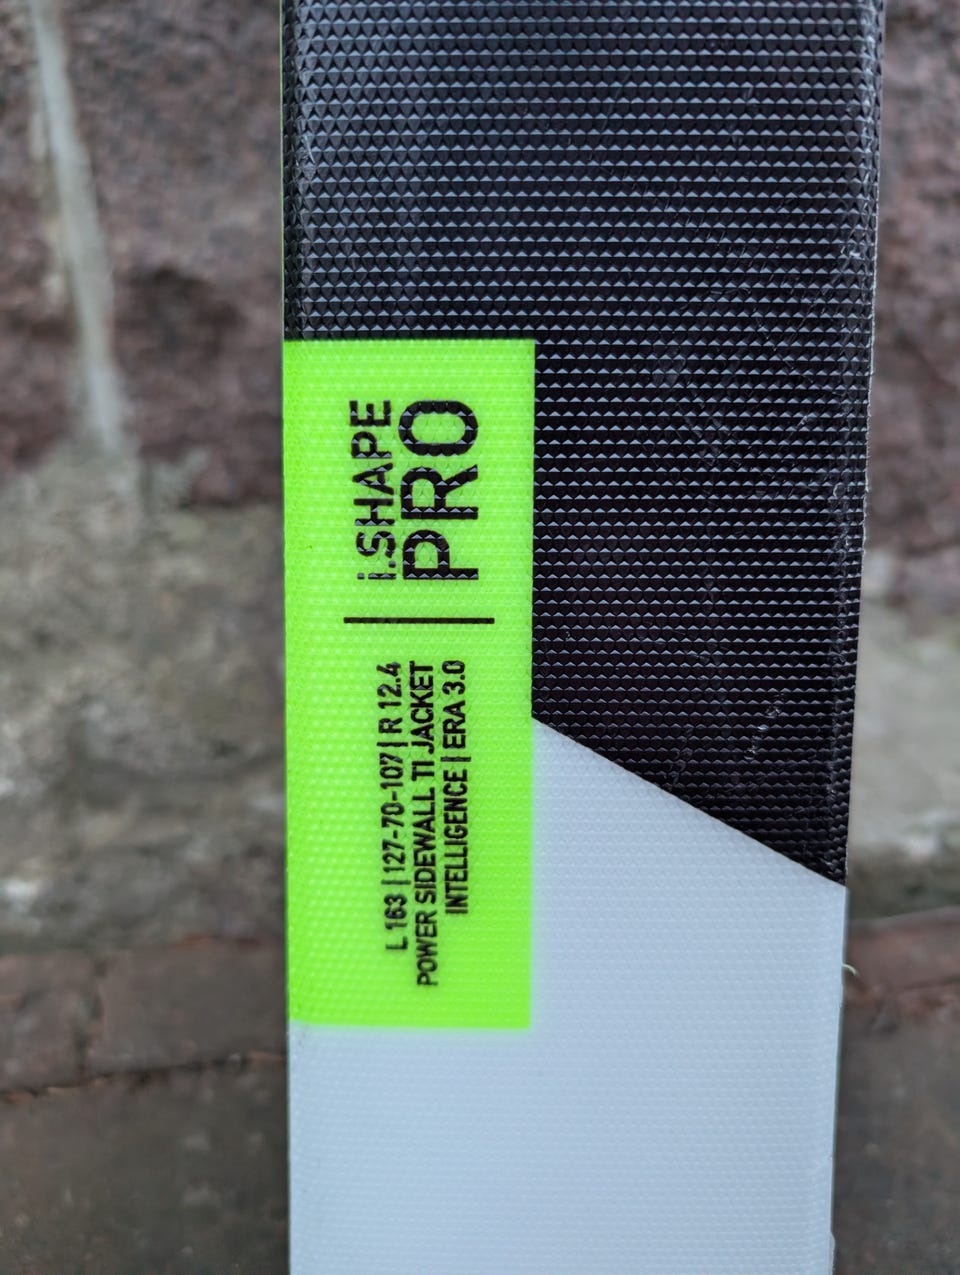 i.SHAPE
PRO
L 163 | 127-70-107 | R 12.4
POWER SIDEWALL TI JACKET
INTELLIGENCE | ERA 3.0